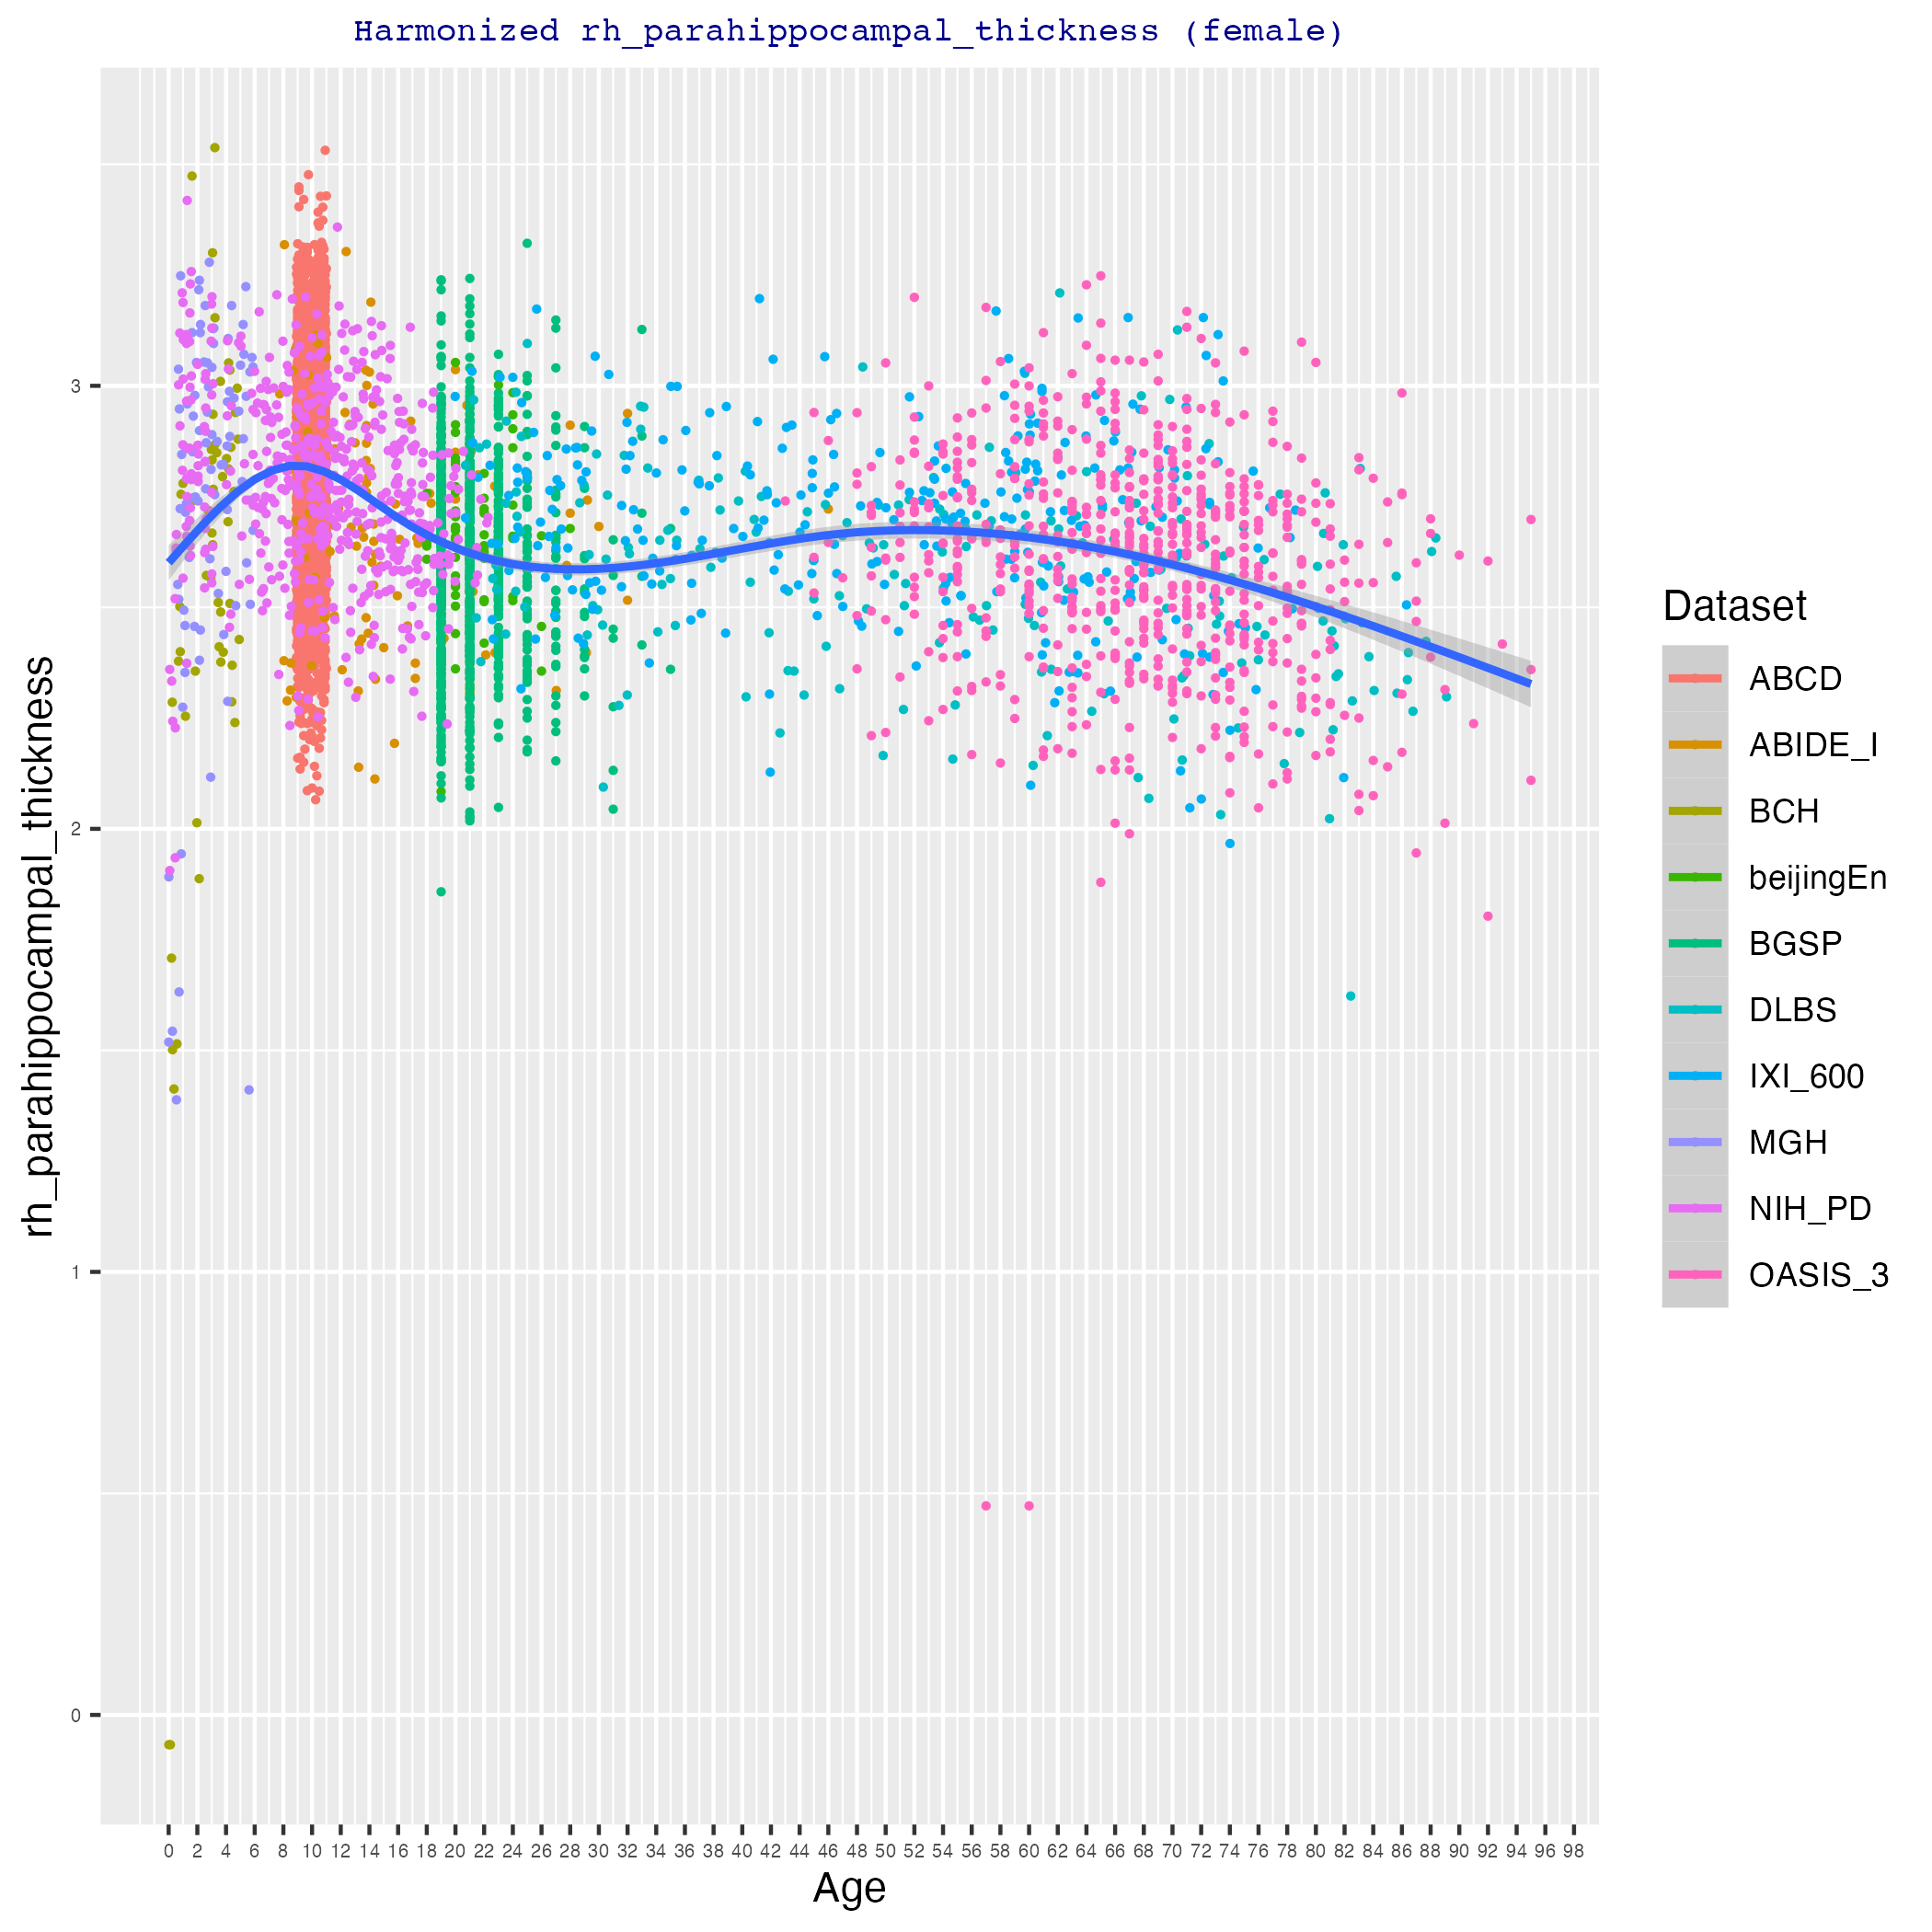 Harmonized rh_parahippocampal_thickness (female)
rh_parahippocampal_thickness
3
2
1
0
0 2 4 6 8 10 12 14 16 18 20 22 24 26 28 30 32 34 36 38 40 42 44 46 48 50 52 54 56 58 60 62 64 66 68 70 72 74 76 78 80 82 84 86 88 90 92 94 96 98
Age
Dataset
ABCD
ABIDE_I
BCH
beijingEn
BGSP
DLBS
IXI_600
MGH
NIH_PD
OASIS_3